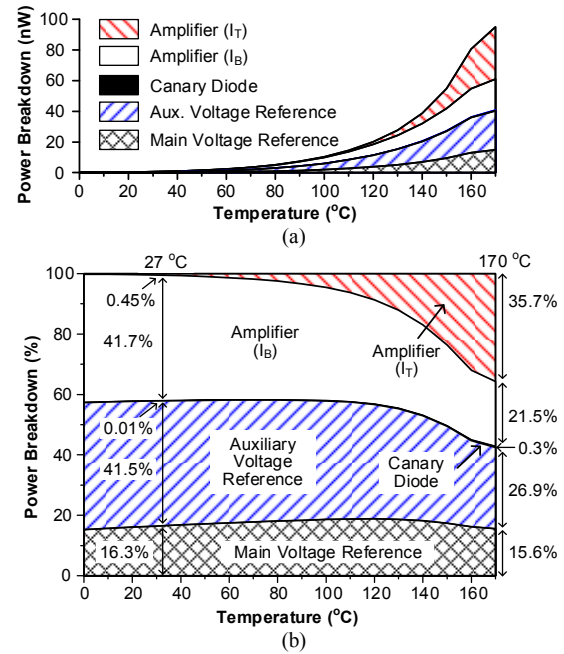 Power Breakdown (nW)
100
80
60
40
20
0
Amplifier (I_T)
Amplifier (I_B)
Canary Diode
Aux. Voltage Reference
Main Voltage Reference
0 20 40 60 80 100 120 140 160
Temperature (°C)
(a)
27 °C
170 °C
Power Breakdown (%)
100
80
60
40
20
0
0.45%
41.7%
0.01%
41.5%
16.3%
Amplifier
(I_B)
Amplifier
(I_T)
Auxiliary
Voltage
Reference
Canary
Diode
Main Voltage Reference
35.7%
21.5%
0.3%
26.9%
15.6%
0 20 40 60 80 100 120 140 160
Temperature (°C)
(b)